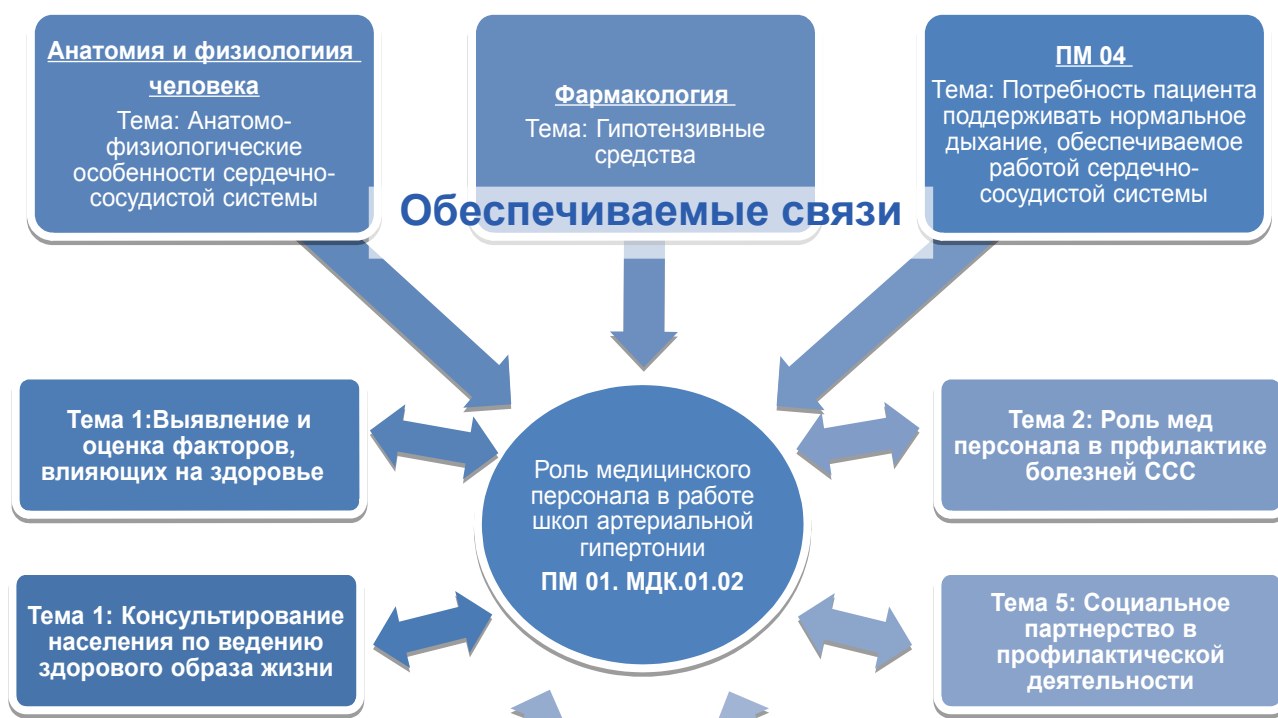 Анатомия и физиологиия
человека
Тема: Анатомо-
физиологические
особенности сердечно-
сосудистой системы
Фармакология
Тема: Гипотензивные
средства
ПМ 04
Тема: Потребность пациента
поддерживать нормальное
дыхание, обеспечиваемое
работой сердечно-
сосудистой системы
Обеспечиваемые связи
Тема 1:Выявление и
оценка факторов,
влияющих на здоровье
Роль медицинского
персонала в работе
школ артериальной
гипертонии
ПМ 01. МДК.01.02
Тема 2: Роль мед
персонала в прфилактике
болезней ССС
Тема 1: Консультирование
населения по ведению
здорового образа жизни
Тема 5: Социальное
партнерство в
профилактической
деятельности